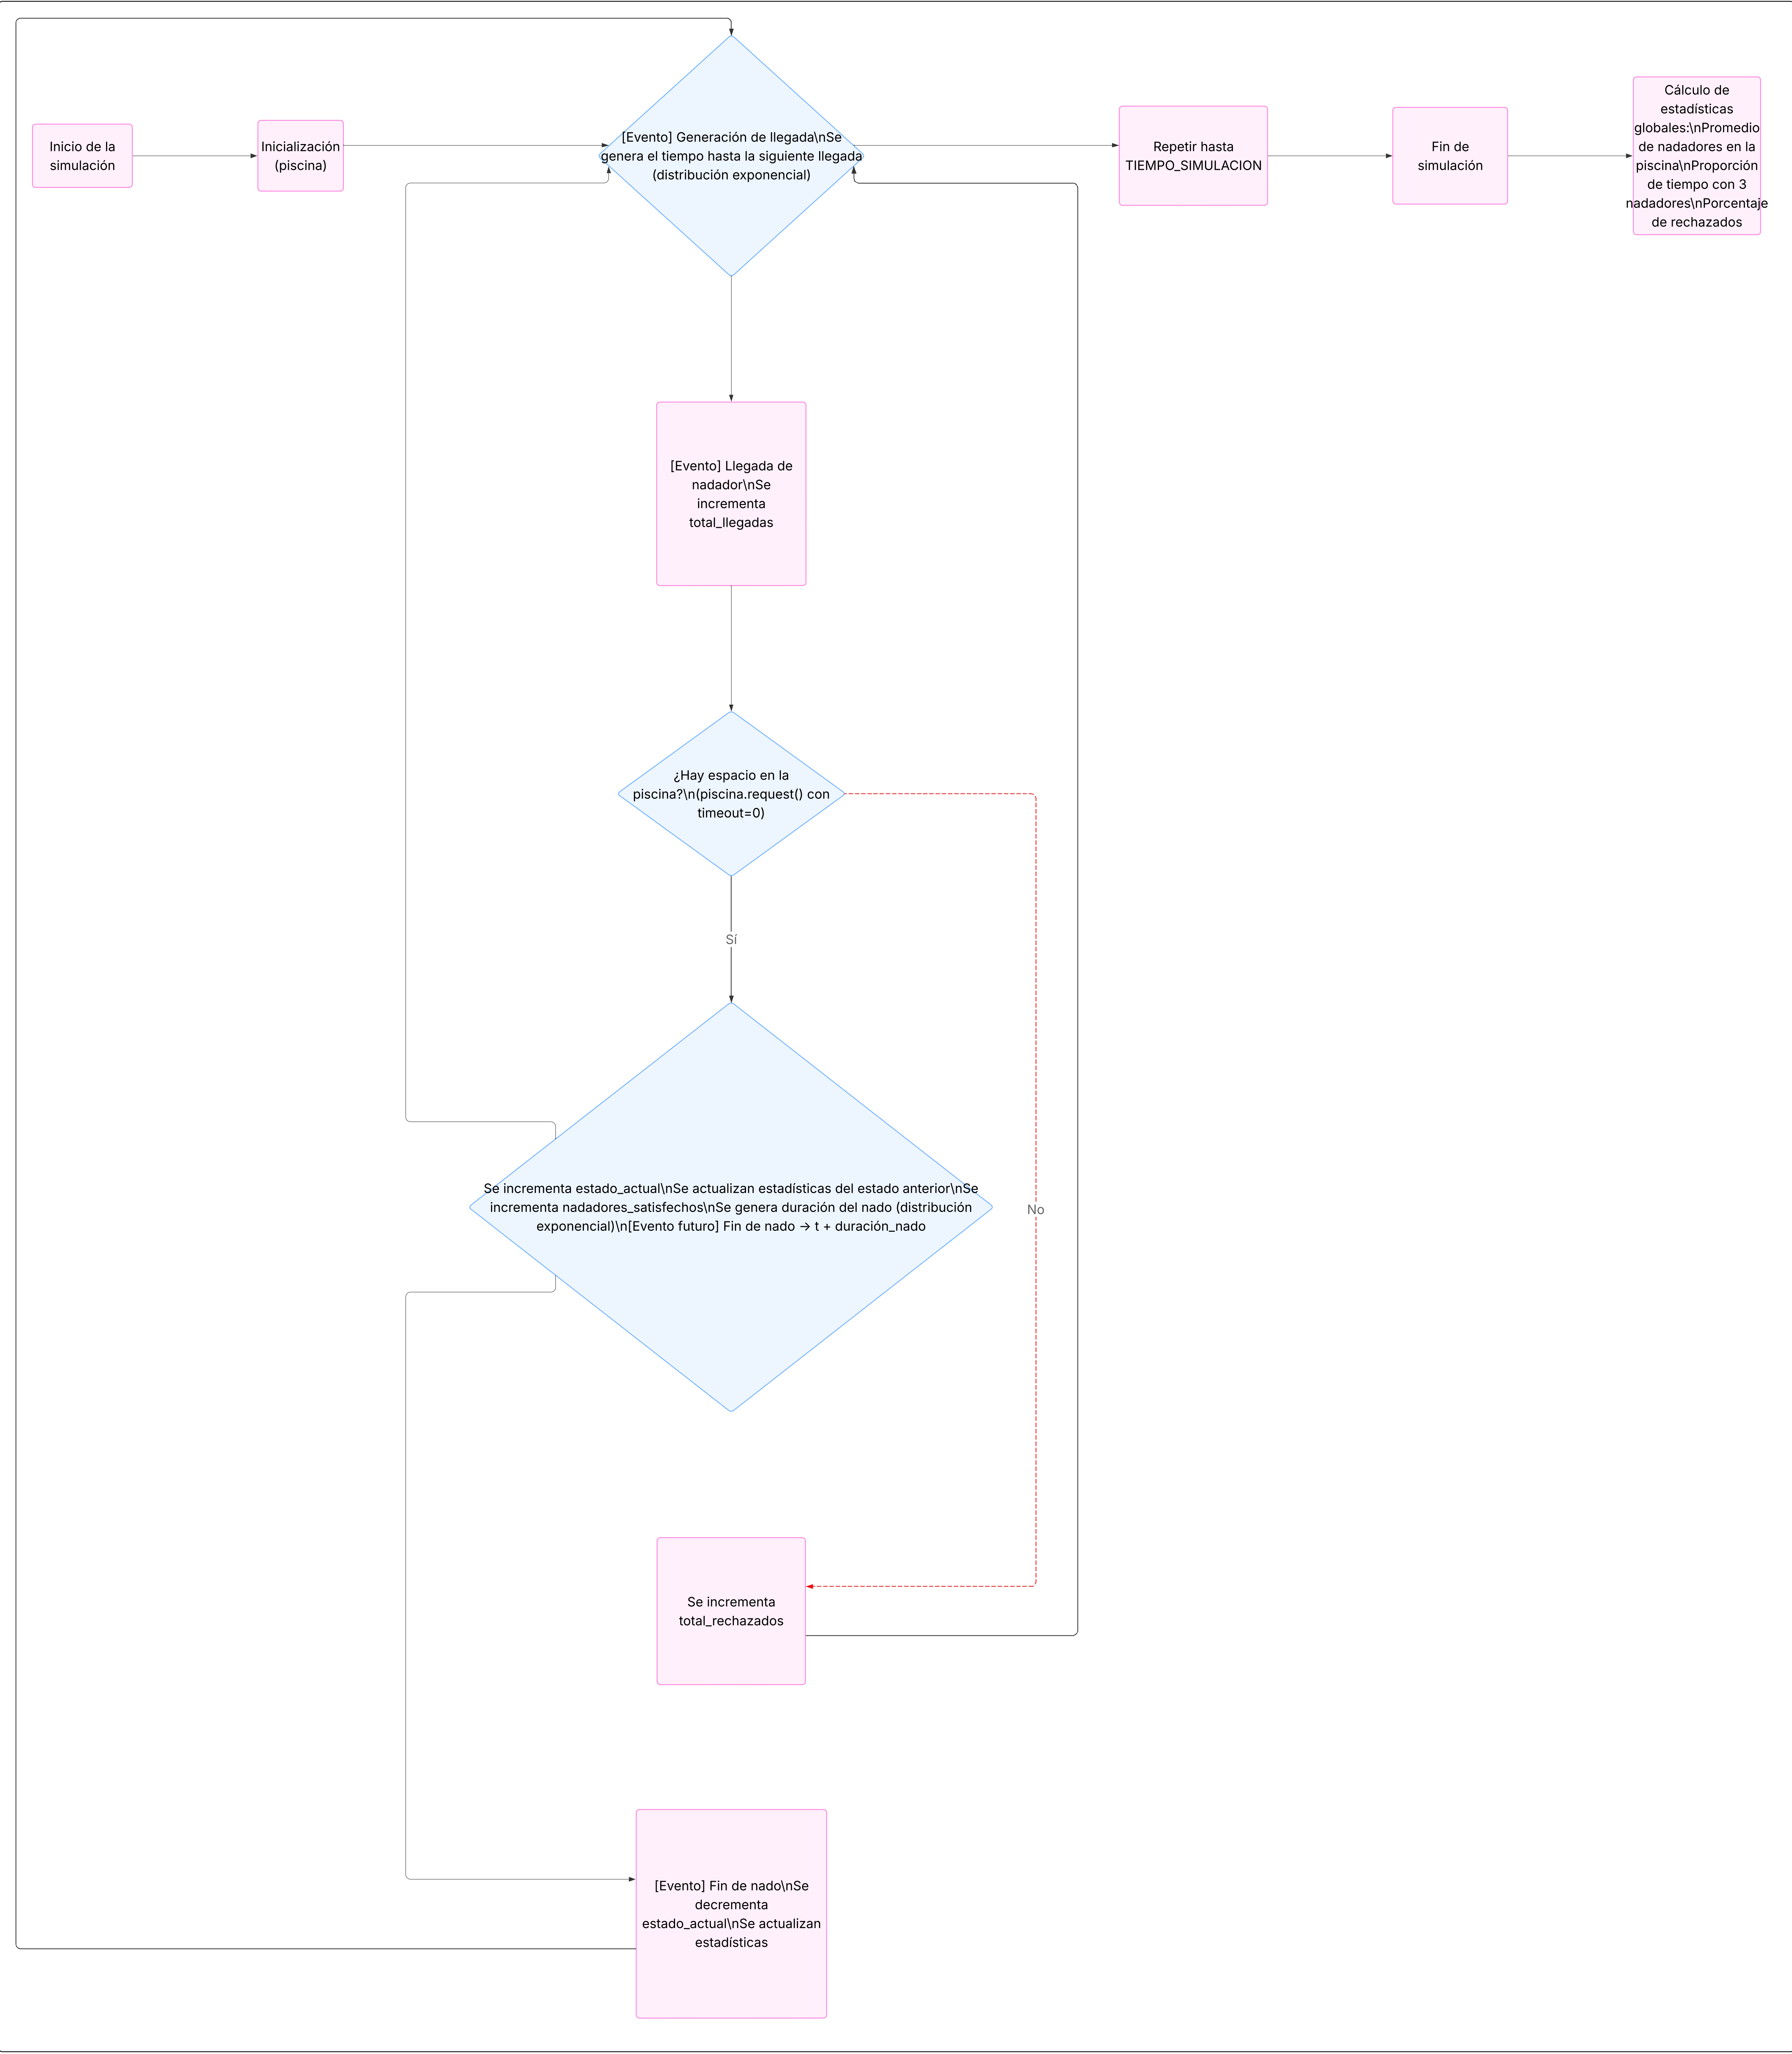 Inicio de la
simulación
Inicialización
(piscina)
[Evento] Generación de llegada\nSe
genera el tiempo hasta la siguiente llegada
(distribución exponencial)
Repetir hasta
TIEMPO_SIMULACION
Fin de
simulación
Cálculo de
estadísticas
globales:\nPromedio
de nadadores en la
piscina\nProporción
de tiempo con 3
nadadores\nPorcentaje
de rechazados
[Evento] Llegada de
nadador\nSe
incrementa
total_llegadas
¿Hay espacio en la
piscina?\n(piscina.request() con
timeout=0)
Sí
Se incrementa estado_actual\nSe actualizan estadísticas del estado anterior\nSe
incrementa nadadores_satisfechos\nSe genera duración del nado (distribución
exponencial)\n[Evento futuro] Fin de nado → t + duración_nado
No
Se incrementa
total_rechazados
[Evento] Fin de nado\nSe
decrementa
estado_actual\nSe actualizan
estadísticas